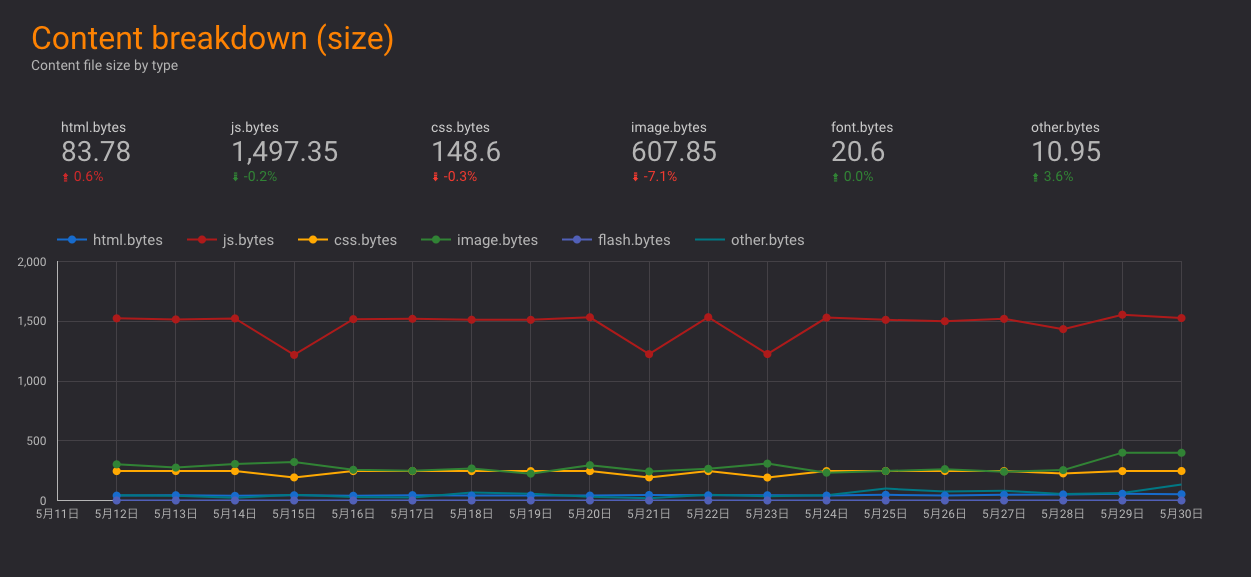 Content breakdown (size)
Content file size by type
html.bytes js.bytes css.bytes image.bytes font.bytes other.bytes
83.78 1,497.35 148.6 607.85 20.6 10.95
0.6% -0.2% -0.3% -7.1% 0.0% 3.6%
html.bytes js.bytes css.bytes image.bytes flash.bytes other.bytes
2,000
1,500
1,000
500
0
5月11日 5月12日 5月13日 5月14日 5月15日 5月16日 5月17日 5月18日 5月19日 5月20日 5月21日 5月22日 5月23日 5月24日 5月25日 5月26日 5月27日 5月28日 5月29日 5月30日